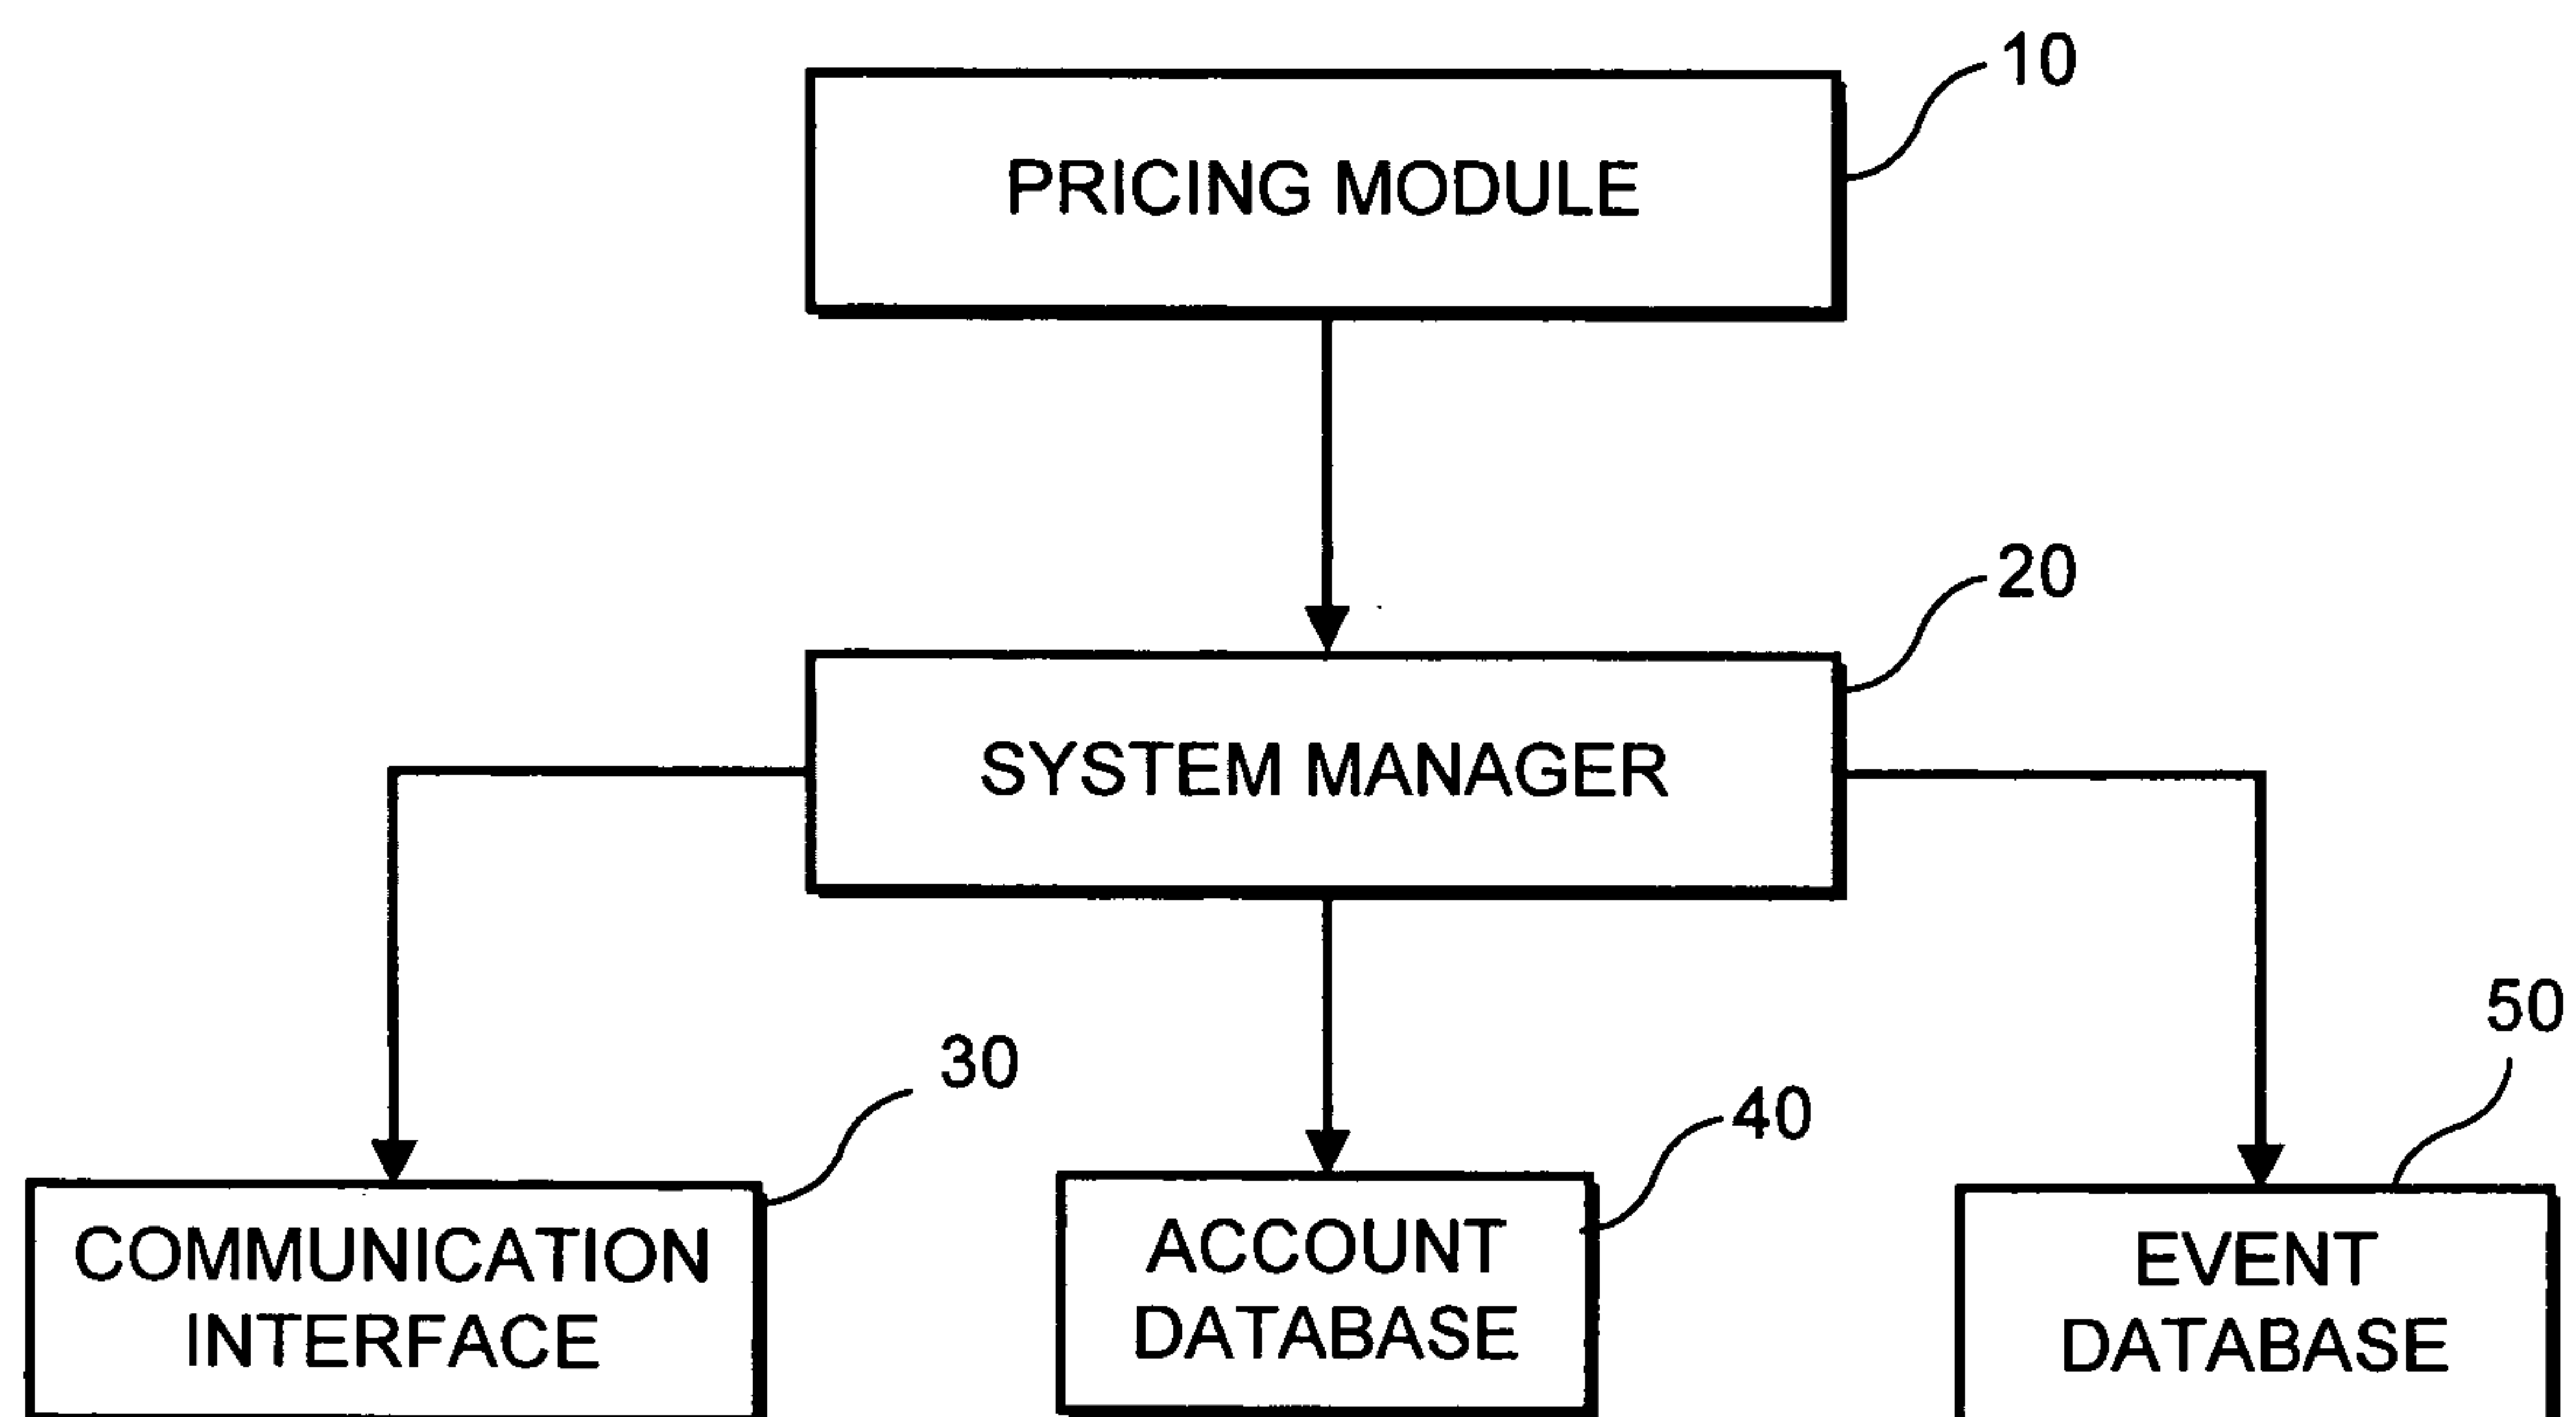 10
PRICING MODULE
20
SYSTEM MANAGER
50
30
40
COMMUNICATION
INTERFACE
ACCOUNT
DATABASE
EVENT
DATABASE